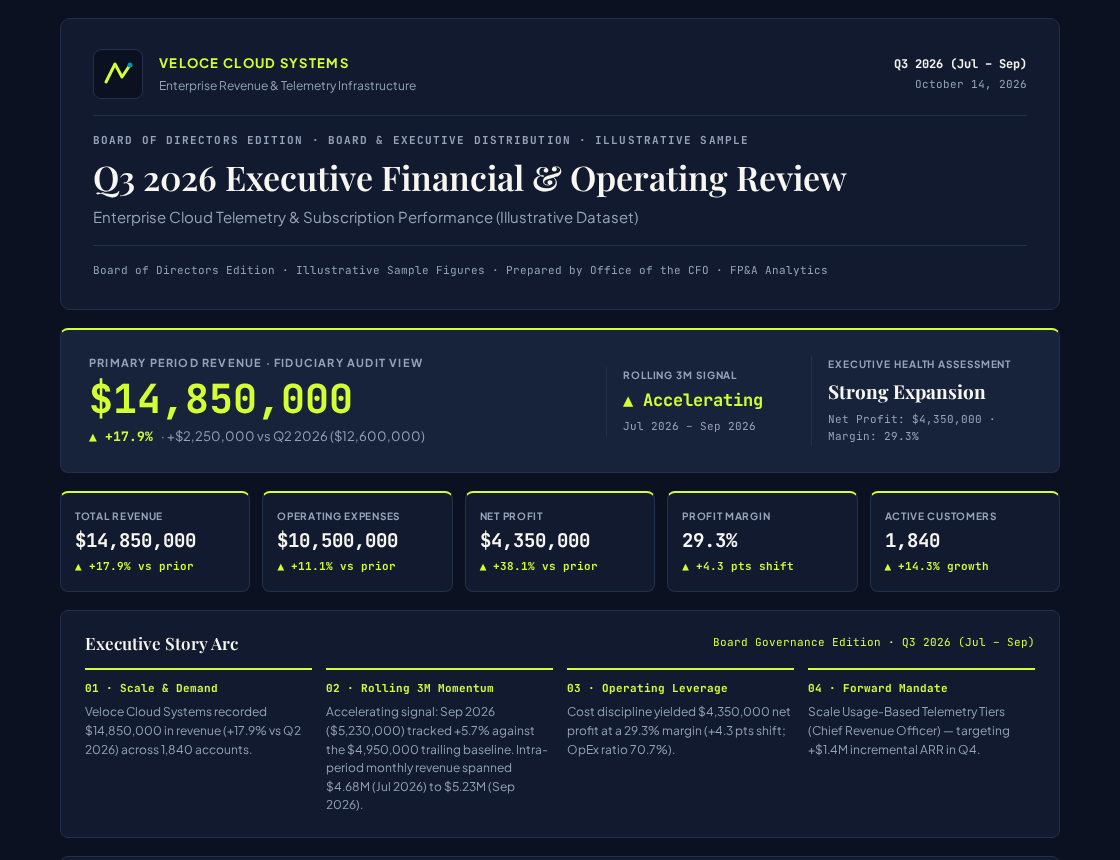 VELOCE CLOUD SYSTEMS
Enterprise Revenue & Telemetry Infrastructure
Q3 2026 (Jul – Sep)
October 14, 2026
BOARD OF DIRECTORS EDITION · BOARD & EXECUTIVE DISTRIBUTION · ILLUSTRATIVE SAMPLE
Q3 2026 Executive Financial & Operating Review
Enterprise Cloud Telemetry & Subscription Performance (Illustrative Dataset)
Board of Directors Edition · Illustrative Sample Figures · Prepared by Office of the CFO · FP&A Analytics
PRIMARY PERIOD REVENUE · FIDUCIARY AUDIT VIEW
$14,850,000
▲ +17.9% · +$2,250,000 vs Q2 2026 ($12,600,000)
ROLLING 3M SIGNAL
▲ Accelerating
Jul 2026 – Sep 2026
EXECUTIVE HEALTH ASSESSMENT
Strong Expansion
Net Profit: $4,350,000 ·
Margin: 29.3%
TOTAL REVENUE
$14,850,000
▲ +17.9% vs prior
OPERATING EXPENSES
$10,500,000
▲ +11.1% vs prior
NET PROFIT
$4,350,000
▲ +38.1% vs prior
PROFIT MARGIN
29.3%
▲ +4.3 pts shift
ACTIVE CUSTOMERS
1,840
▲ +14.3% growth
Executive Story Arc
Board Governance Edition · Q3 2026 (Jul – Sep)
01 · Scale & Demand
Veloce Cloud Systems recorded
$14,850,000 in revenue (+17.9% vs Q2
2026) across 1,840 accounts.
02 · Rolling 3M Momentum
Accelerating signal: Sep 2026
($5,230,000) tracked +5.7% against
the $4,950,000 trailing baseline. Intra-
period monthly revenue spanned
$4.68M (Jul 2026) to $5.23M (Sep
2026).
03 · Operating Leverage
Cost discipline yielded $4,350,000 net
profit at a 29.3% margin (+4.3 pts shift;
OpEx ratio 70.7%).
04 · Forward Mandate
Scale Usage-Based Telemetry Tiers
(Chief Revenue Officer) — targeting
+$1.4M incremental ARR in Q4.